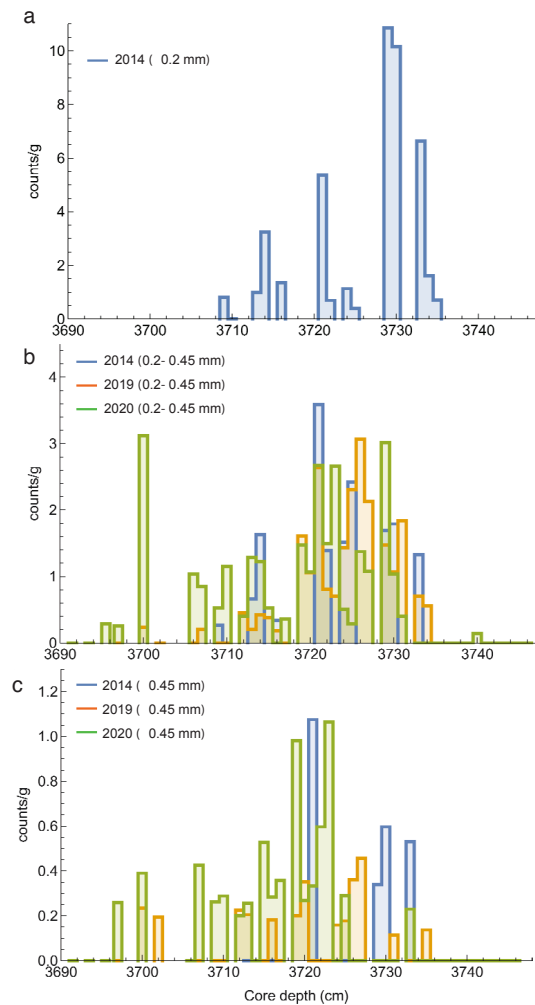 a
10
8
6
4
2
0
counts/g
2014 ( 0.2 mm)
3690 3700 3710 3720 3730 3740
b
4
3
2
1
0
counts/g
2014 (0.2- 0.45 mm)
2019 (0.2- 0.45 mm)
2020 (0.2- 0.45 mm)
3690 3700 3710 3720 3730 3740
c
1.2
1.0
0.8
0.6
0.4
0.2
0.0
counts/g
2014 ( 0.45 mm)
2019 ( 0.45 mm)
2020 ( 0.45 mm)
3690 3700 3710 3720 3730 3740
Core depth (cm)